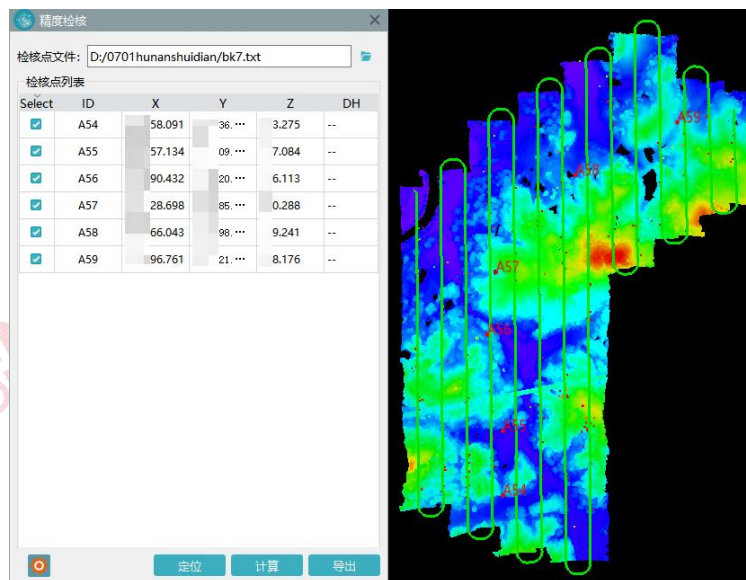 精度检核
检核点文件： D:/0701hunanshuidian/bk7.txt
检核点列表
Select ID X Y Z DH
A54 58.091 36.… 3.275 --
A55 57.134 09.… 7.084 --
A56 90.432 20.… 6.113 --
A57 28.698 85.… 0.288 --
A58 66.043 98.… 9.241 --
A59 96.761 21.… 8.176 --
定位 计算 导出
A59
A58
A57
A56
A55
A54